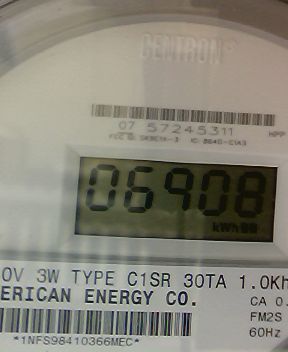 CENTRON®
07 57245311
HPP
06908
0V 3W TYPE C1SR 30TA 1.0Kh
ERICAN ENERGY CO.
CA 0.
FM2S
60Hz
*1NFS98410366MEC*